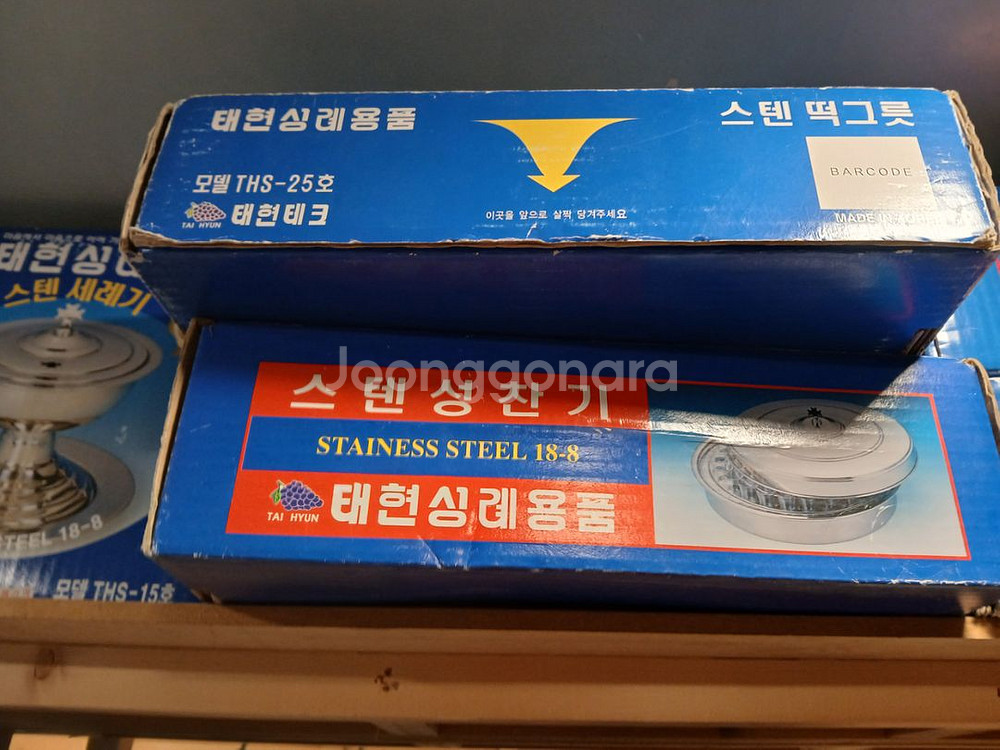 태현성례용품
스텐 떡그릇
BARCODE
모델 THS-25호
TAI HYUN
태현테크
이곳을 앞으로 살짝 당겨주세요
MADE IN KOREA
태현성
스텐 세례기
STEEL 18-8
모델 THS-15호
Joonggonara
스텐성찬기
STAINESS STEEL 18-8
TAI HYUN
태현성례용품